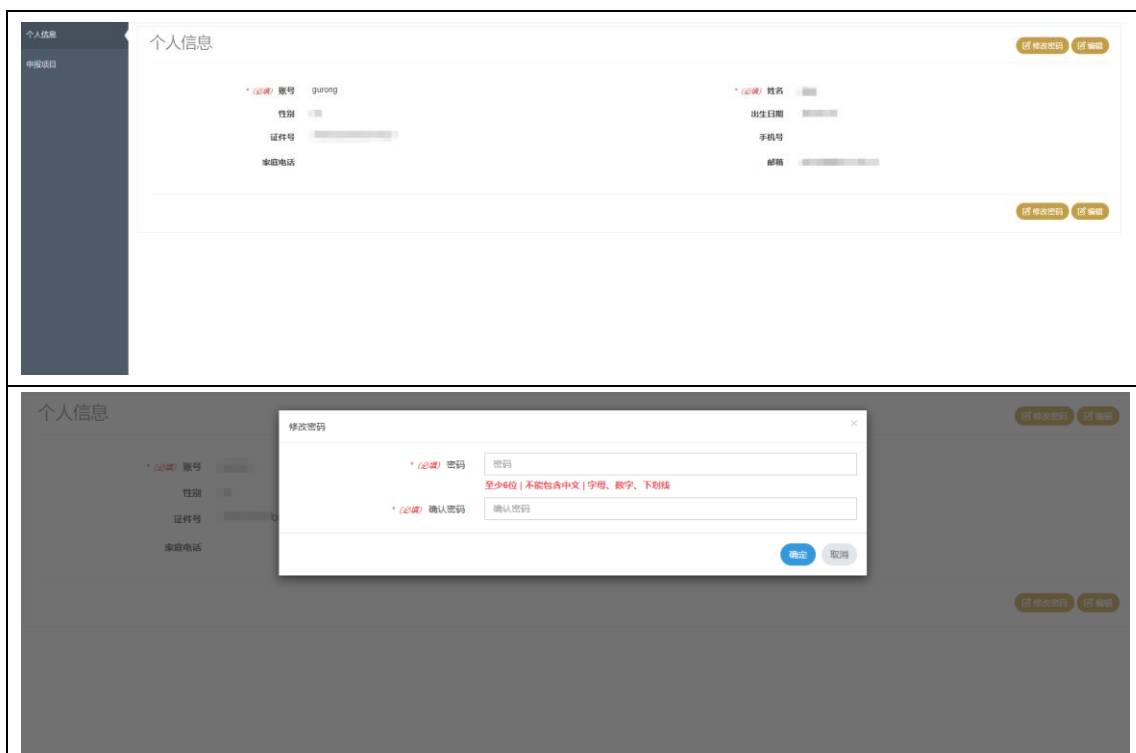 个人信息
申报项目
个人信息
修改密码 编辑
* (必填) 账号 gurong * (必填) 姓名
性别 出生日期
证件号 手机号
家庭电话 邮箱
修改密码 编辑
个人信息
修改密码 编辑
修改密码 ×
* (必填) 账号
性别
证件号
家庭电话
* (必填) 密码 密码
至少6位 | 不能包含中文 | 字母、数字、下划线
* (必填) 确认密码 确认密码
确定 取消
修改密码 编辑